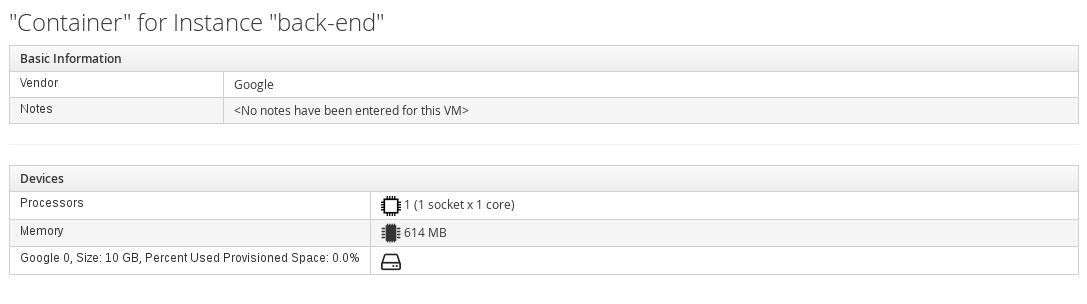 "Container" for Instance "back-end"
Basic Information
Vendor Google
Notes <No notes have been entered for this VM>
Devices
Processors 1 (1 socket x 1 core)
Memory 614 MB
Google 0, Size: 10 GB, Percent Used Provisioned Space: 0.0%